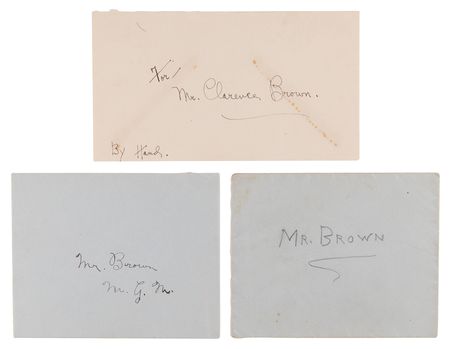 For/
Mr. Clarence Brown.
By Hand.
Mr. Brown
M. G. M.
MR. BROWN